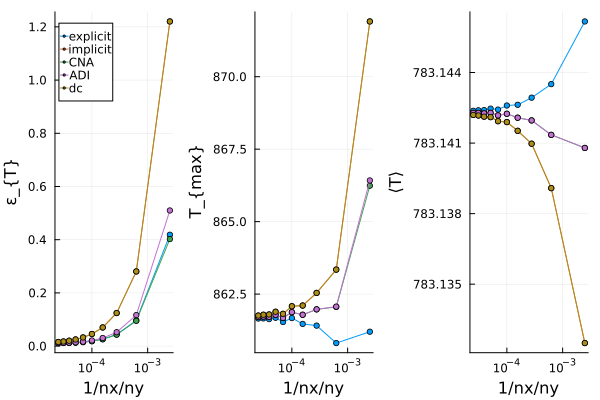 ε_{T}
1.2
1.0
0.8
0.6
0.4
0.2
0.0
explicit
implicit
CNA
ADI
dc
10⁻⁴
10⁻³
1/nx/ny
T_{max}
870.0
867.5
865.0
862.5
10⁻⁴
10⁻³
1/nx/ny
⟨T⟩
783.144
783.141
783.138
783.135
10⁻⁴
10⁻³
1/nx/ny